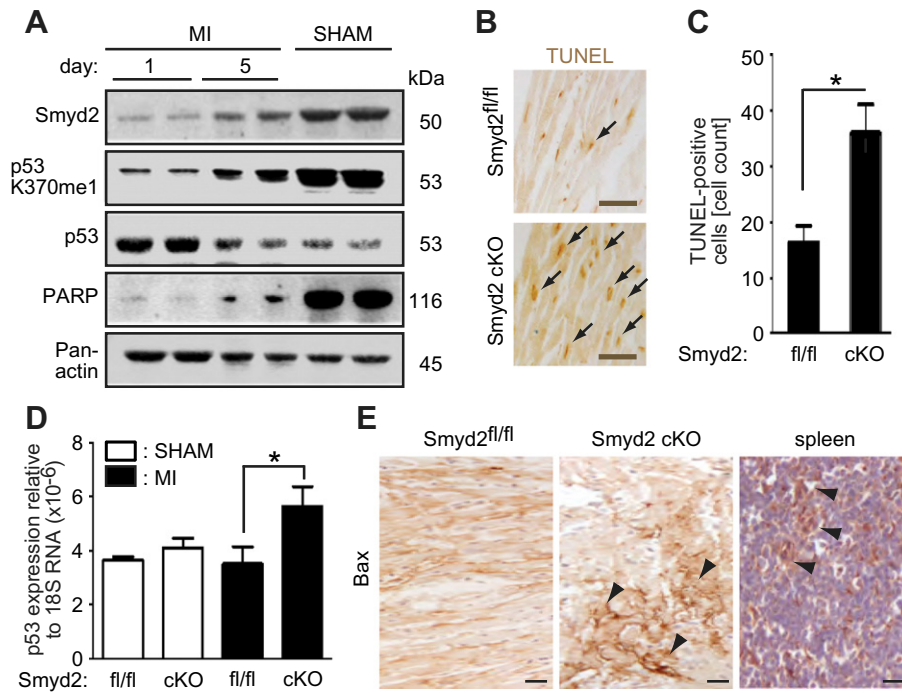 A
MI SHAM
day: 1 5
kDa
Smyd2 50
p53
K370me1 53
p53 53
PARP 116
Pan-
actin 45
B
TUNEL
Smyd2fl/fl
Smyd2 cKO
C
TUNEL-positive
cells [cell count]
50
40
30
20
10
0
*
Smyd2: fl/fl cKO
D
p53 expression relative
to 18S RNA (x10-6)
8
6
4
2
0
: SHAM
: MI
*
Smyd2: fl/fl cKO fl/fl cKO
E
Smyd2fl/fl Smyd2 cKO spleen
Bax